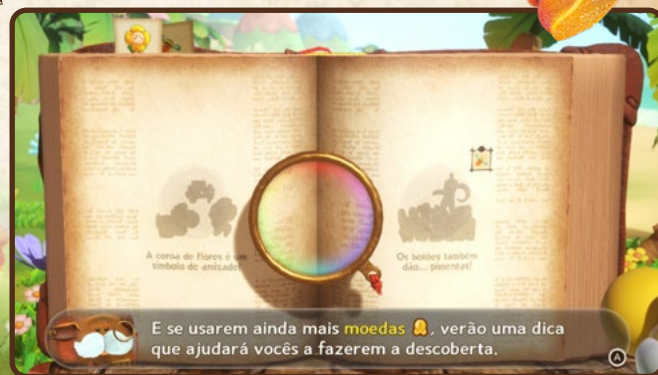 A coroa de flores é um
símbolo de amizade!
Os botões também
dão... pimentas!
E se usarem ainda mais moedas, verão uma dica
que ajudará vocês a fazerem a descoberta.
A